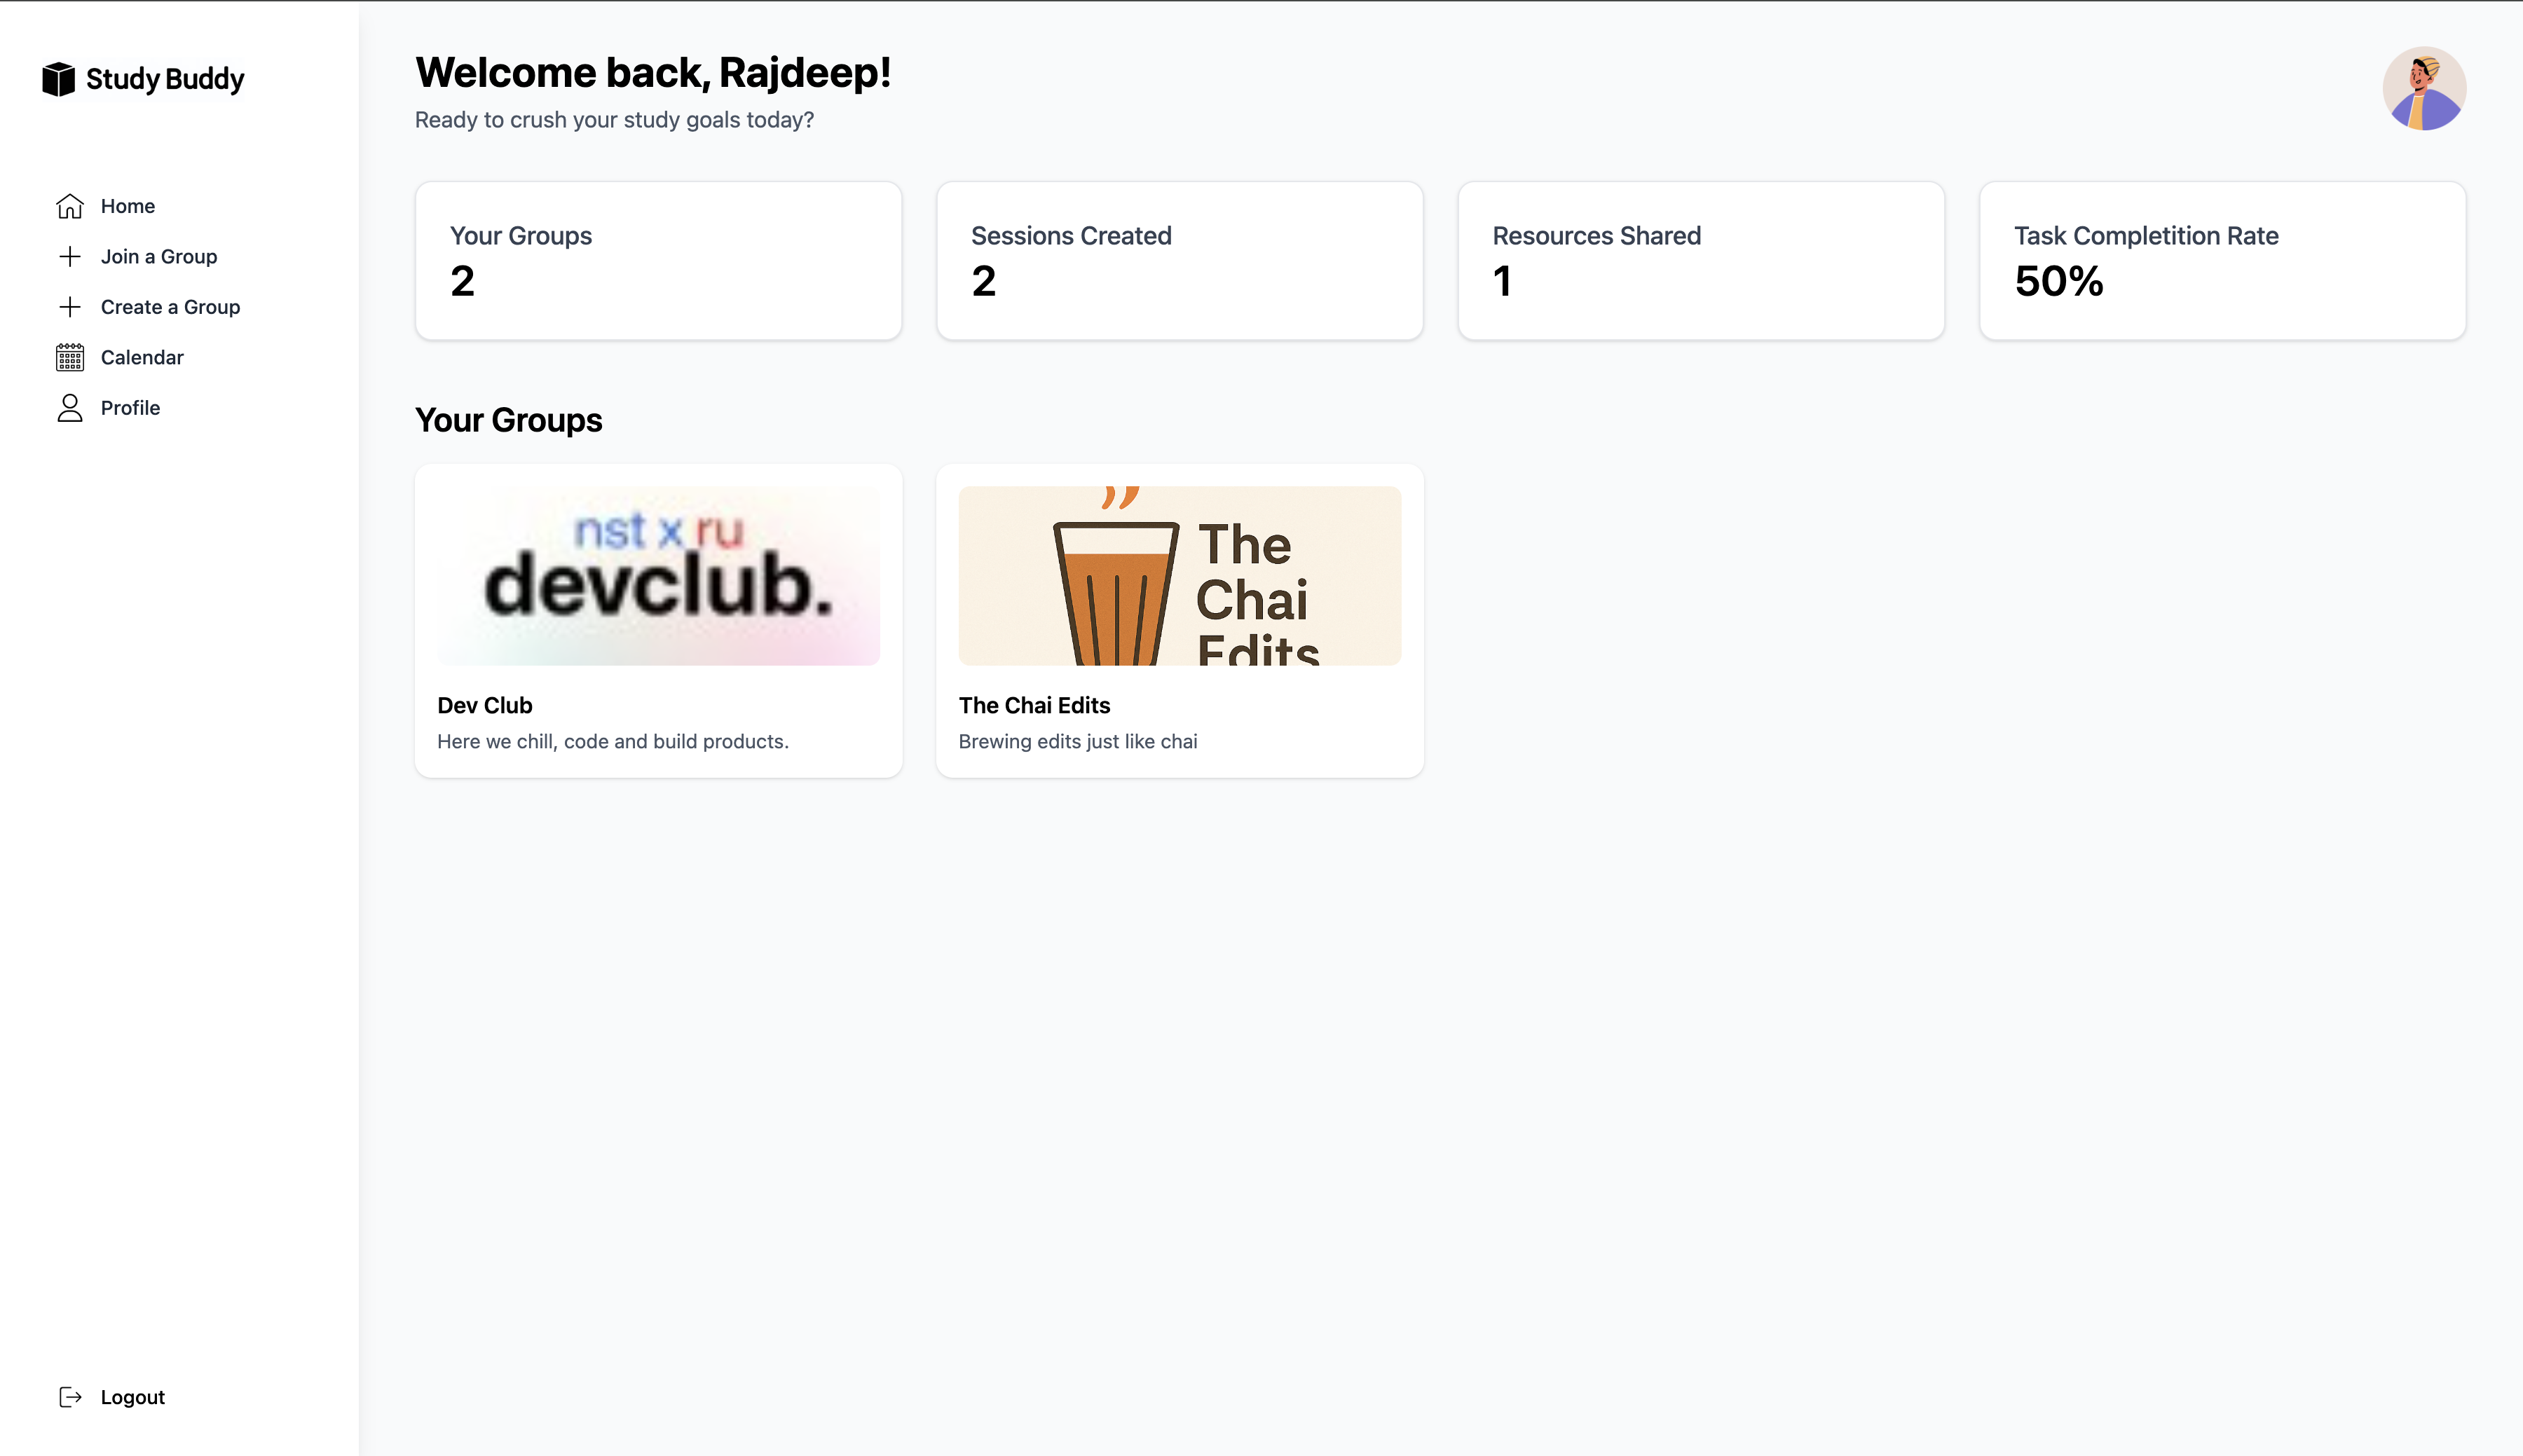 Study Buddy
Home
Join a Group
Create a Group
Calendar
Profile
Logout
Welcome back, Rajdeep!
Ready to crush your study goals today?
Your Groups
2
Sessions Created
2
Resources Shared
1
Task Completition Rate
50%
Your Groups
nst x ru
devclub.
Dev Club
Here we chill, code and build products.
The
Chai
Edits
The Chai Edits
Brewing edits just like chai